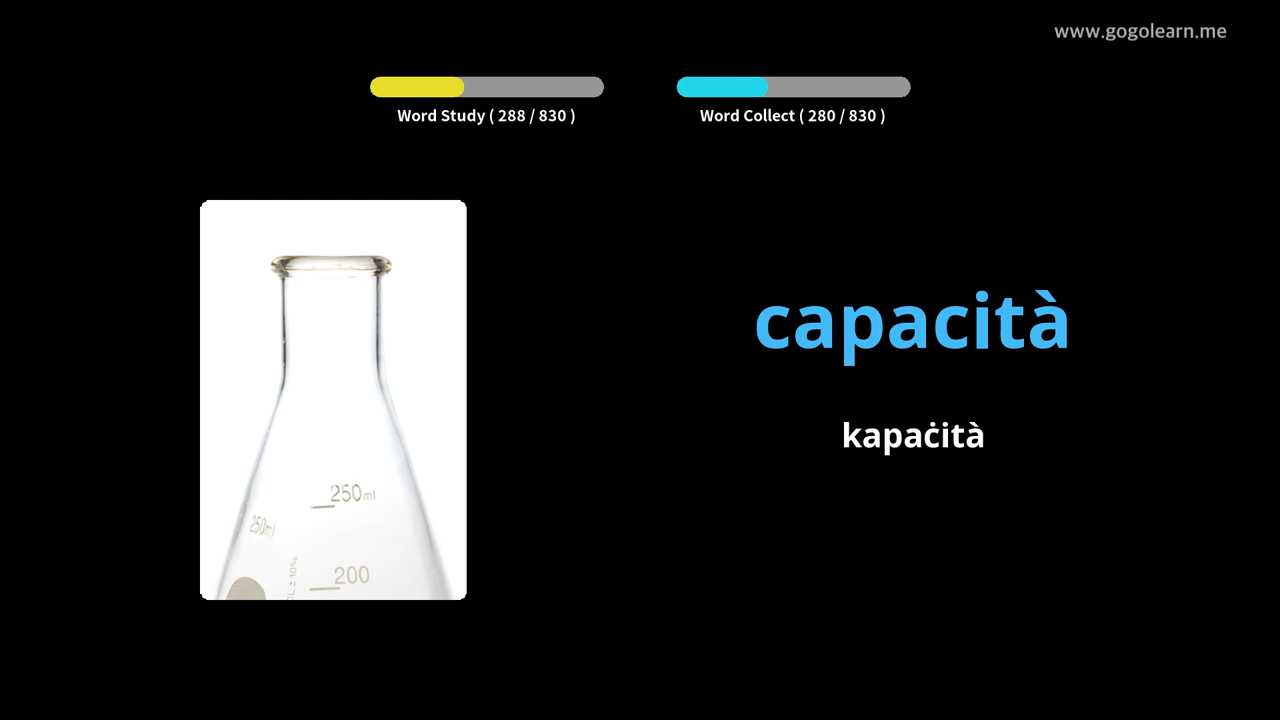 www.gogolearn.me
Word Study ( 288 / 830 )
Word Collect ( 280 / 830 )
capacità
kapaċità
250ml
250ml
200